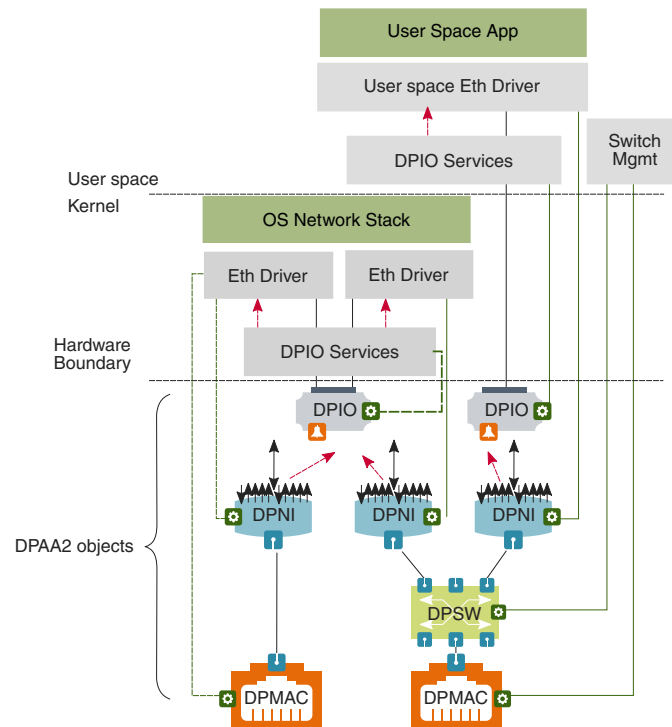 User Space App
User space Eth Driver
DPIO Services
Switch
Mgmt
User space
Kernel
OS Network Stack
Eth Driver
Eth Driver
DPIO Services
Hardware
Boundary
DPIO
DPIO
DPNI
DPNI
DPNI
DPAA2 objects
DPSW
DPMAC
DPMAC